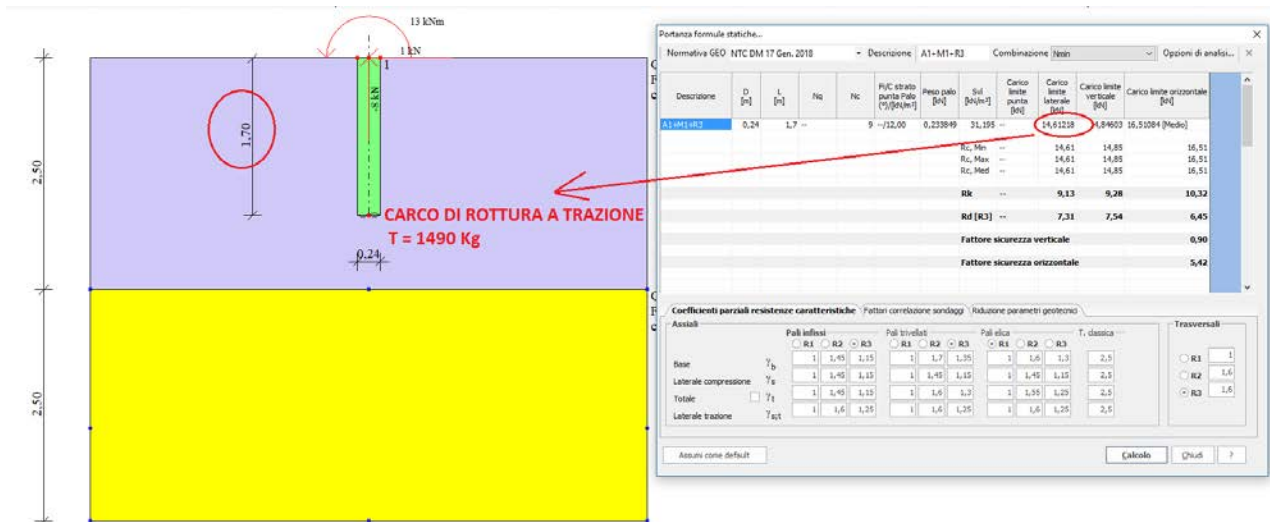 13 kNm
1 kN
1
-8 kN
1,70
2,50
CARCO DI ROTTURA A TRAZIONE
T = 1490 Kg
0,24
2,50
Portanza formule statiche...
Normativa GEO NTC DM 17 Gen. 2018 Descrizione A1+M1+R3 Combinazione Nmin Opzioni di analisi...
Descrizione D [m] L [m] Nq Nc Fi/C strato punta Palo (°)/[kN/m²] Peso palo [kN] Svl [kN/m²] Carico limite punta [kN] Carico limite laterale [kN] Carico limite verticale [kN] Carico limite orizzontale [kN]
A1+M1+R3 0,24 1,7 -- 9 --/12,00 0,233849 31,195 -- 14,61218 14,84603 16,51084 [Medio]
Rc, Min -- 14,61 14,85 16,51
Rc, Max -- 14,61 14,85 16,51
Rc, Med -- 14,61 14,85 16,51
Rk -- 9,13 9,28 10,32
Rd [R3] -- 7,31 7,54 6,45
Fattore sicurezza verticale 0,90
Fattore sicurezza orizzontale 5,42
Coefficienti parziali resistenze caratteristiche Fattori correlazione sondaggi Riduzione parametri geotecnici
Assiali
Pali infissi Pali trivellati Pali elica T. classica
R1 R2 R3 R1 R2 R3 R1 R2 R3
Base γb 1 1,45 1,15 1 1,7 1,35 1 1,6 1,3 2,5
Laterale compressione γs 1 1,45 1,15 1 1,45 1,15 1 1,45 1,15 2,5
Totale γt 1 1,45 1,15 1 1,6 1,3 1 1,55 1,25 2,5
Laterale trazione γs;t 1 1,6 1,25 1 1,6 1,25 1 1,6 1,25 2,5
Trasversali
R1 1
R2 1,6
R3 1,6
Assumi come default
Calcolo
Chiudi
?